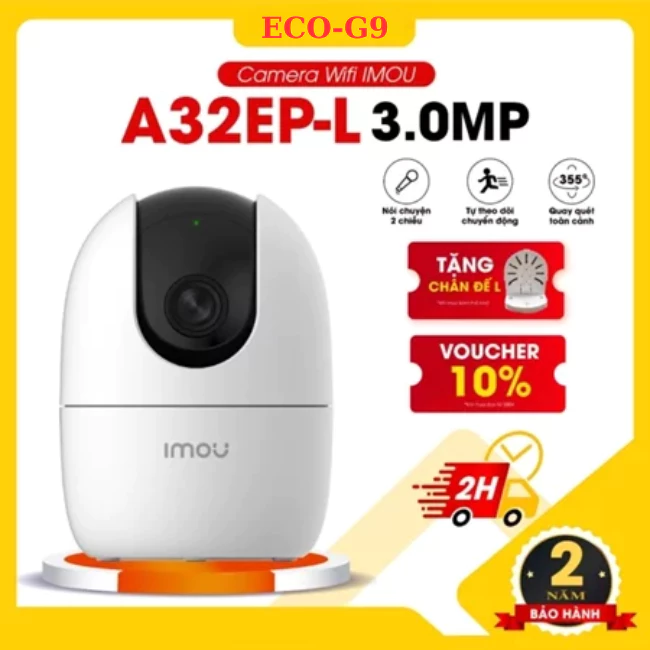 ECO-G9
Camera Wifi IMOU
A32EP-L 3.0MP
355°
Nói chuyện
2 chiều
Tự theo dõi
chuyển động
Quay quét
toàn cảnh
TẶNG
CHÂN ĐẾ L
VOUCHER
10%
imou
2H
2
NĂM
BẢO HÀNH